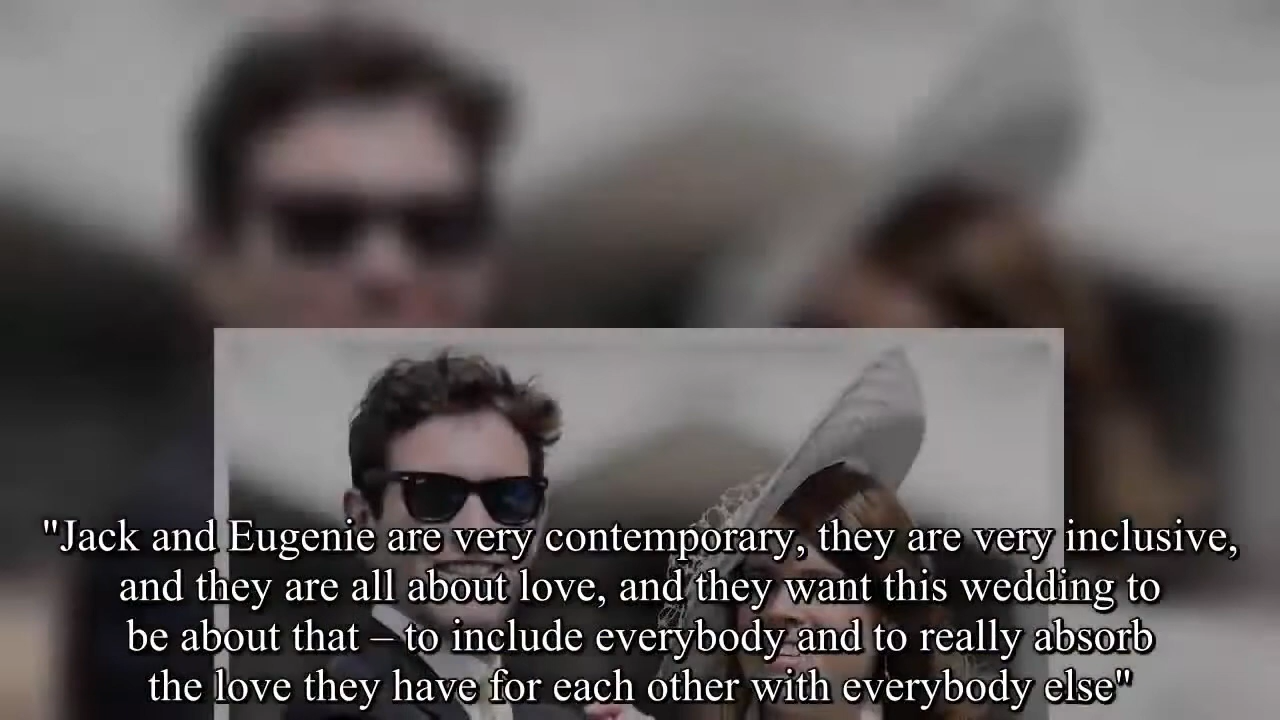 "Jack and Eugenie are very contemporary, they are very inclusive,
and they are all about love, and they want this wedding to
be about that – to include everybody and to really absorb
the love they have for each other with everybody else"